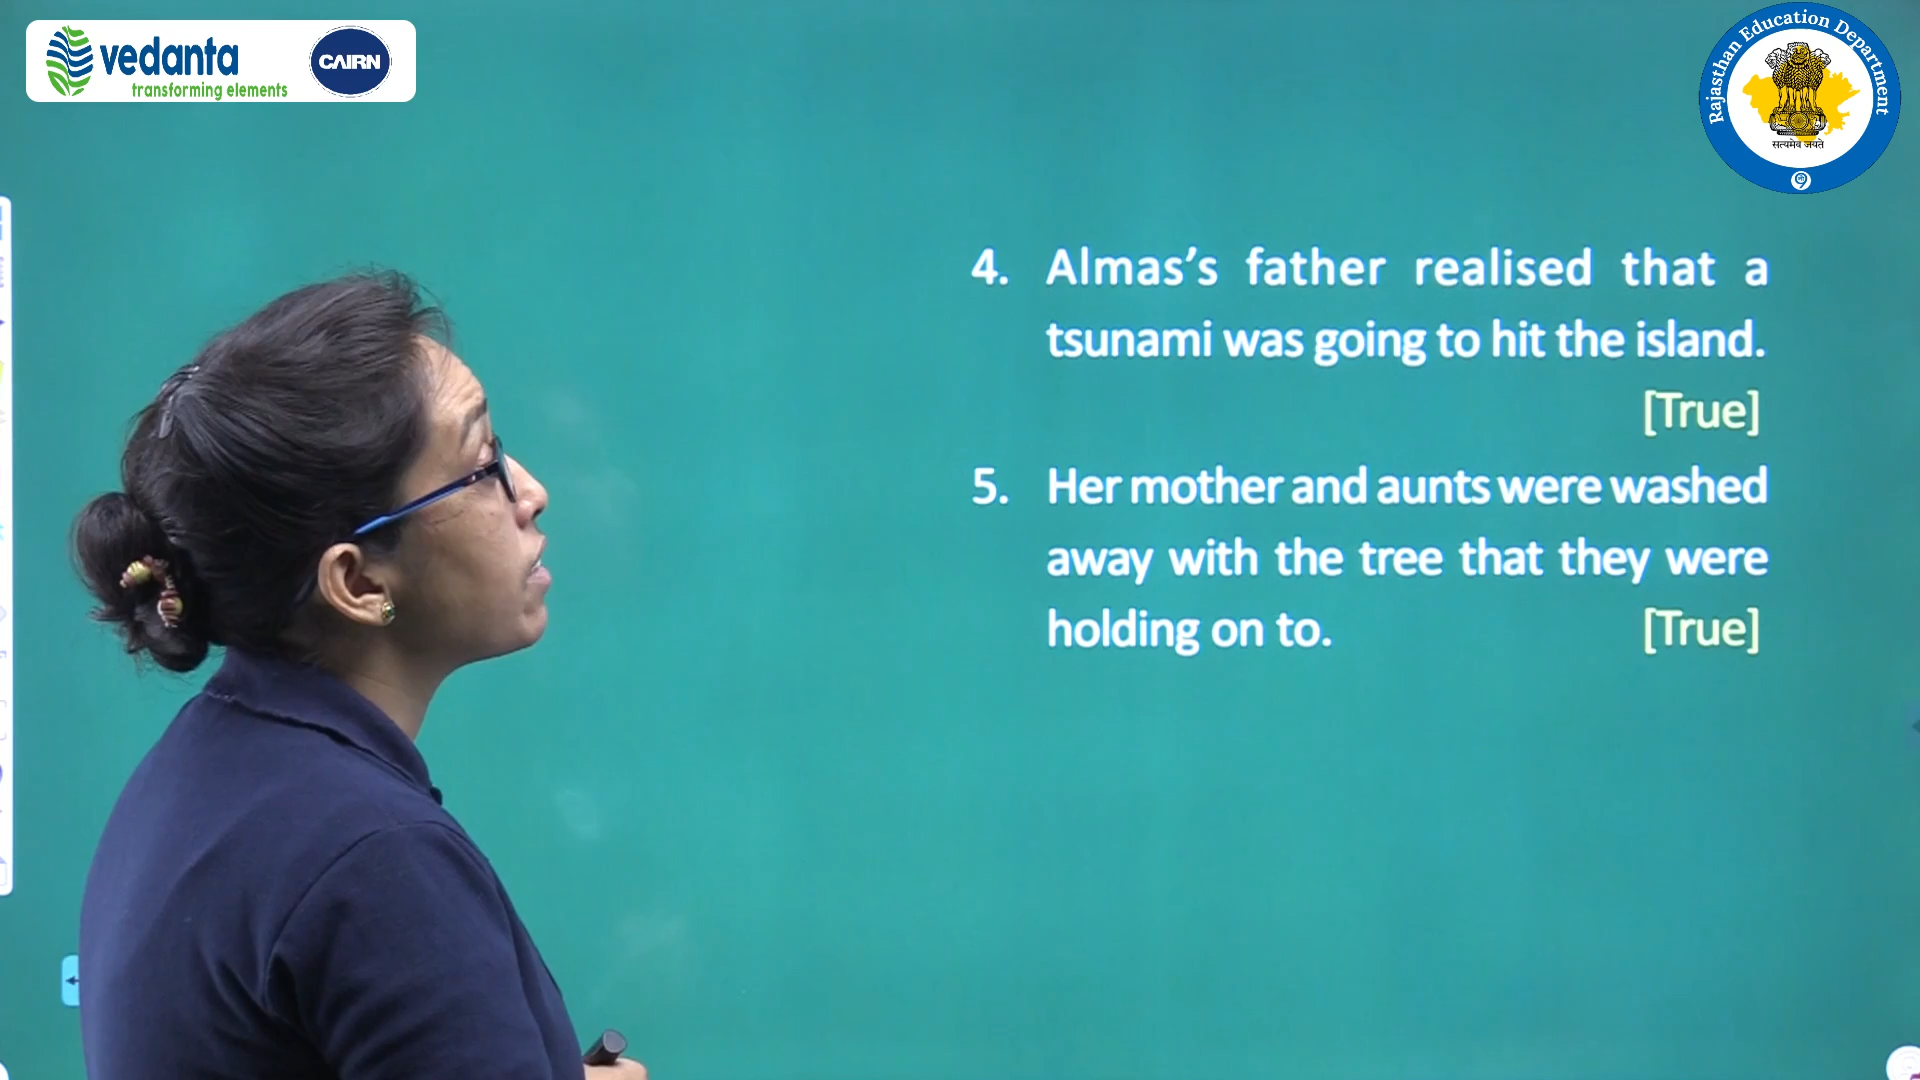 vedanta
transforming elements
CAIRN
Rajasthan Education Department
सत्यमेव जयते
4. Almas’s father realised that a
tsunami was going to hit the island.
[True]
5. Her mother and aunts were washed
away with the tree that they were
holding on to. [True]